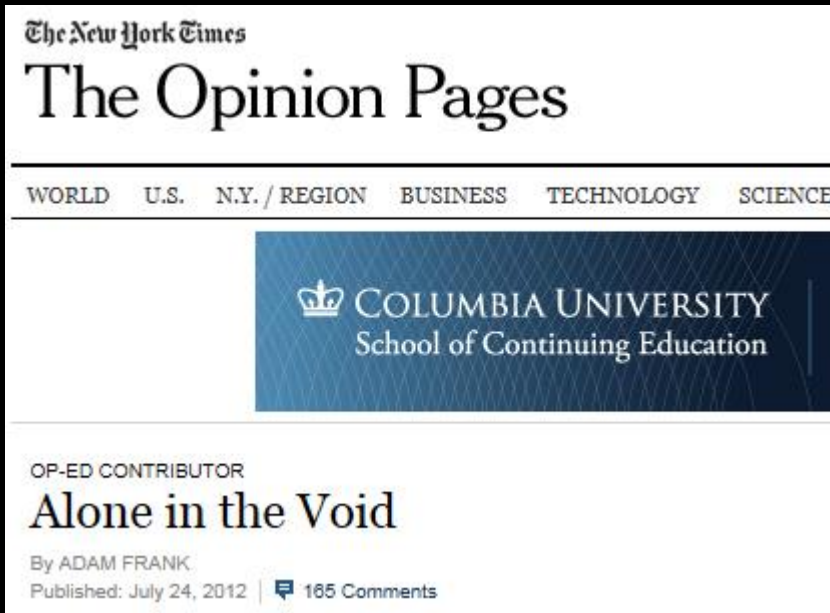 The New York Times
The Opinion Pages
WORLD U.S. N.Y. / REGION BUSINESS TECHNOLOGY SCIENCE
COLUMBIA UNIVERSITY
School of Continuing Education
OP-ED CONTRIBUTOR
Alone in the Void
By ADAM FRANK
Published: July 24, 2012 | 165 Comments